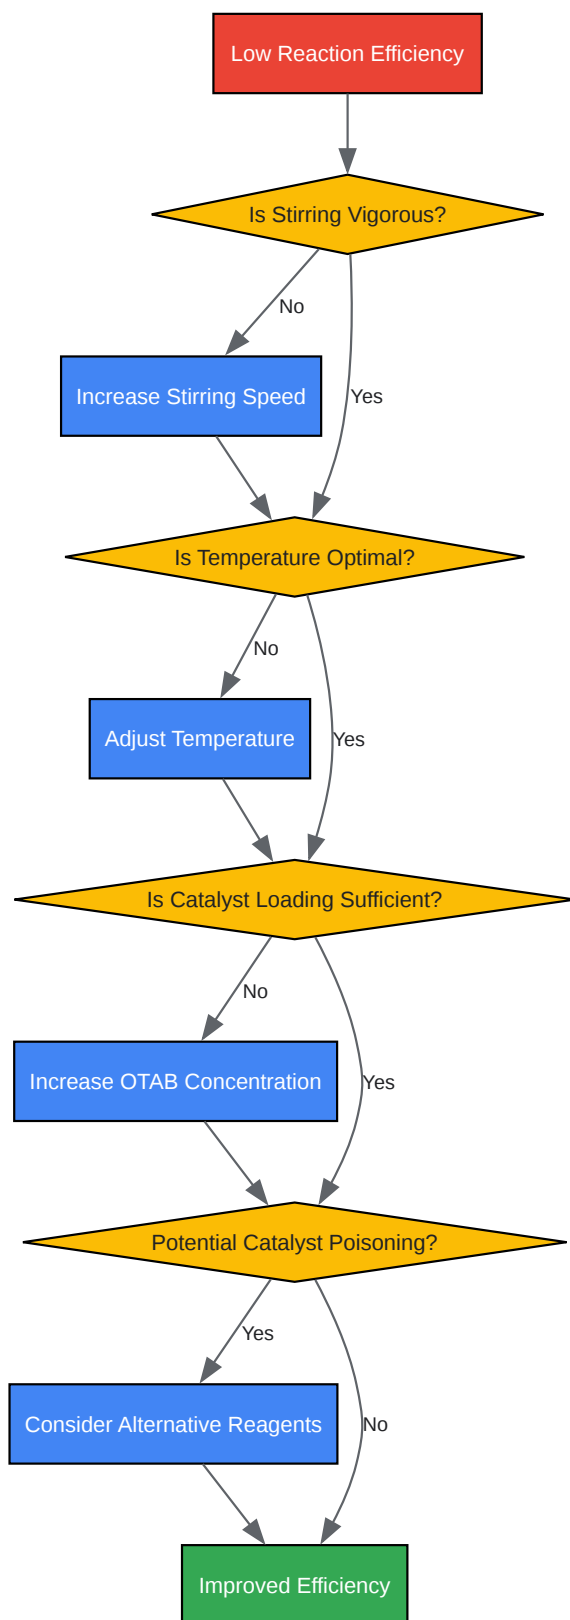 Low Reaction Efficiency
Is Stirring Vigorous?
No
Increase Stirring Speed
Yes
Is Temperature Optimal?
No
Adjust Temperature
Yes
Is Catalyst Loading Sufficient?
No
Increase OTAB Concentration
Yes
Potential Catalyst Poisoning?
Yes
Consider Alternative Reagents
No
Improved Efficiency